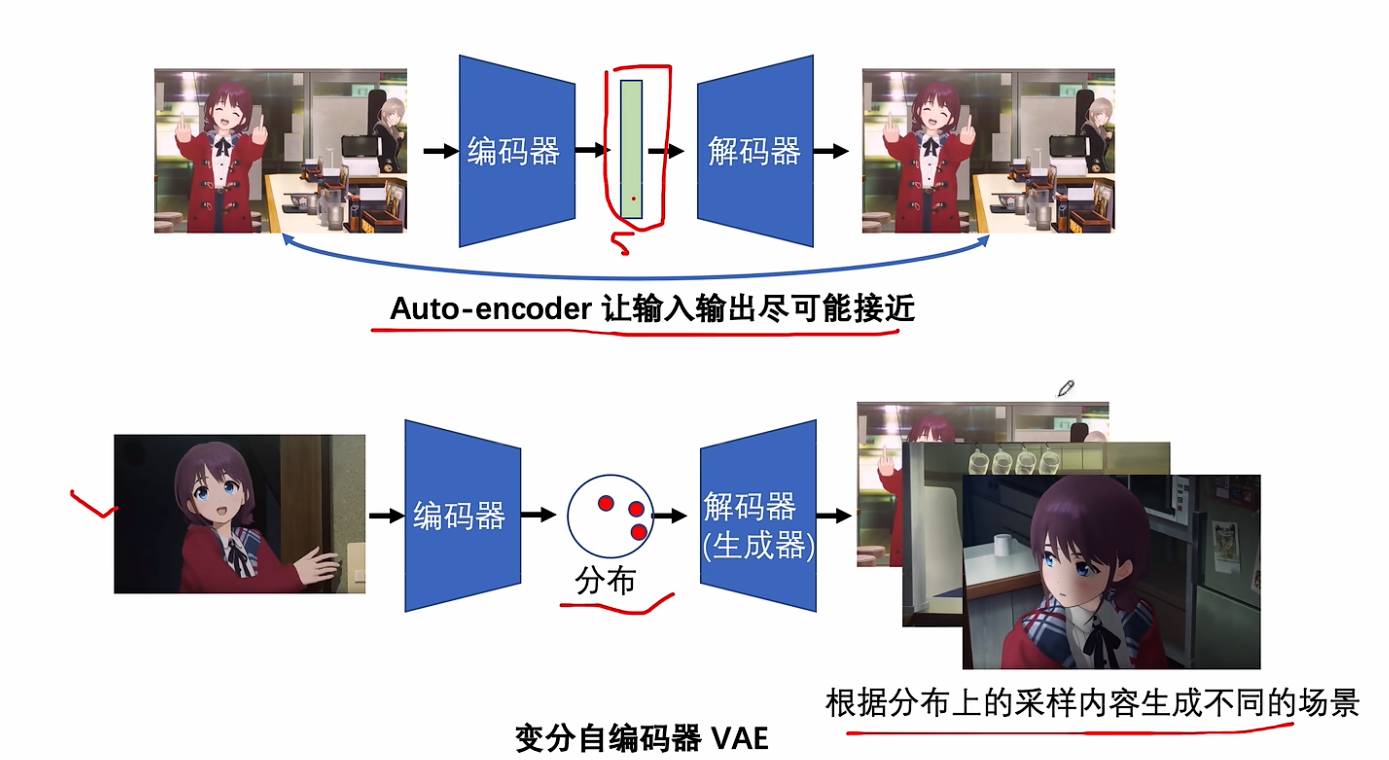 编码器
解码器
Auto-encoder 让输入输出尽可能接近
编码器
分布
解码器
(生成器)
根据分布上的采样内容生成不同的场景
变分自编码器 VAE